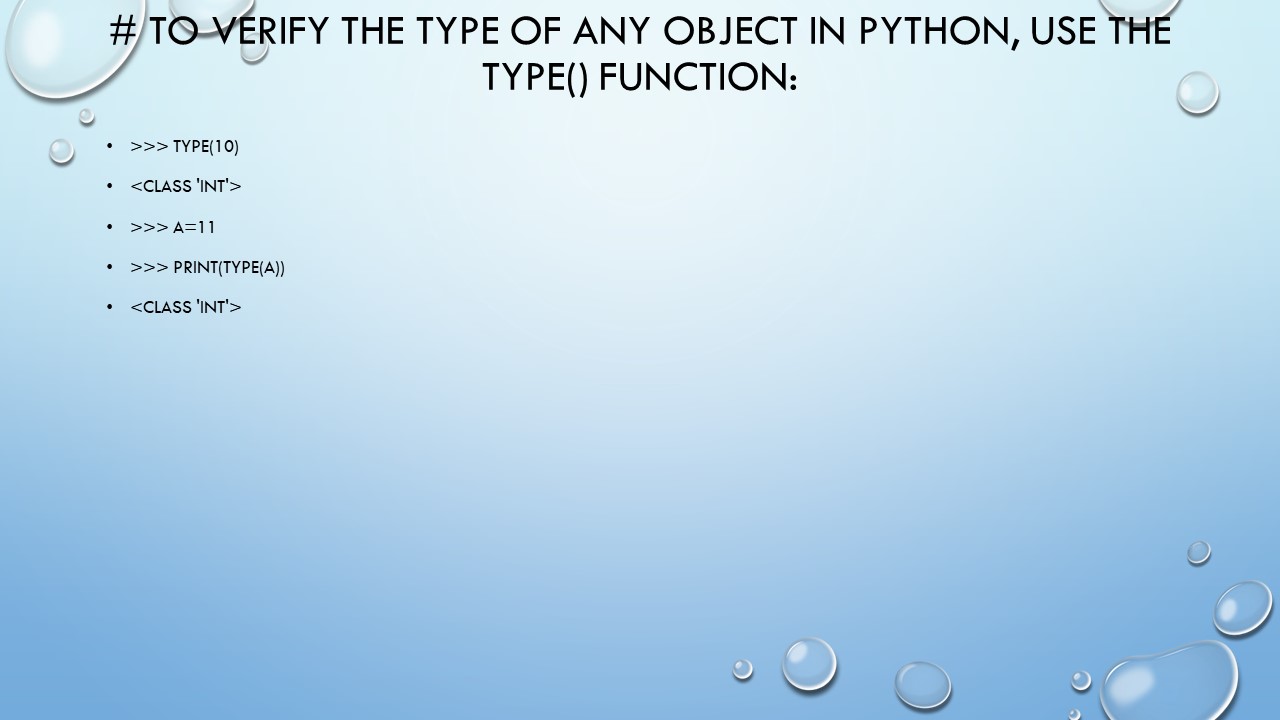 # TO VERIFY THE TYPE OF ANY OBJECT IN PYTHON, USE THE
TYPE() FUNCTION:
• >>> TYPE(10)
• <CLASS 'INT'>
• >>> A=11
• >>> PRINT(TYPE(A))
• <CLASS 'INT'>